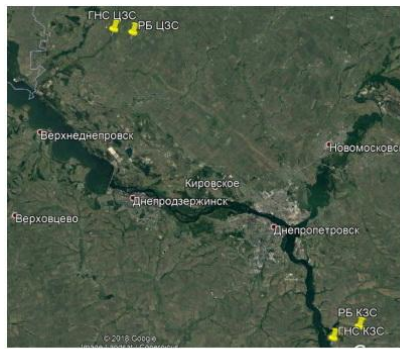 ГНС ЦЗС
РБ ЦЗС
Верхнеднепровск
Новомосковск
Кировское
Днепродзержинск
Верховцево
Днепропетровск
РБ КЗС
ГНС КЗС
© 2018 Google